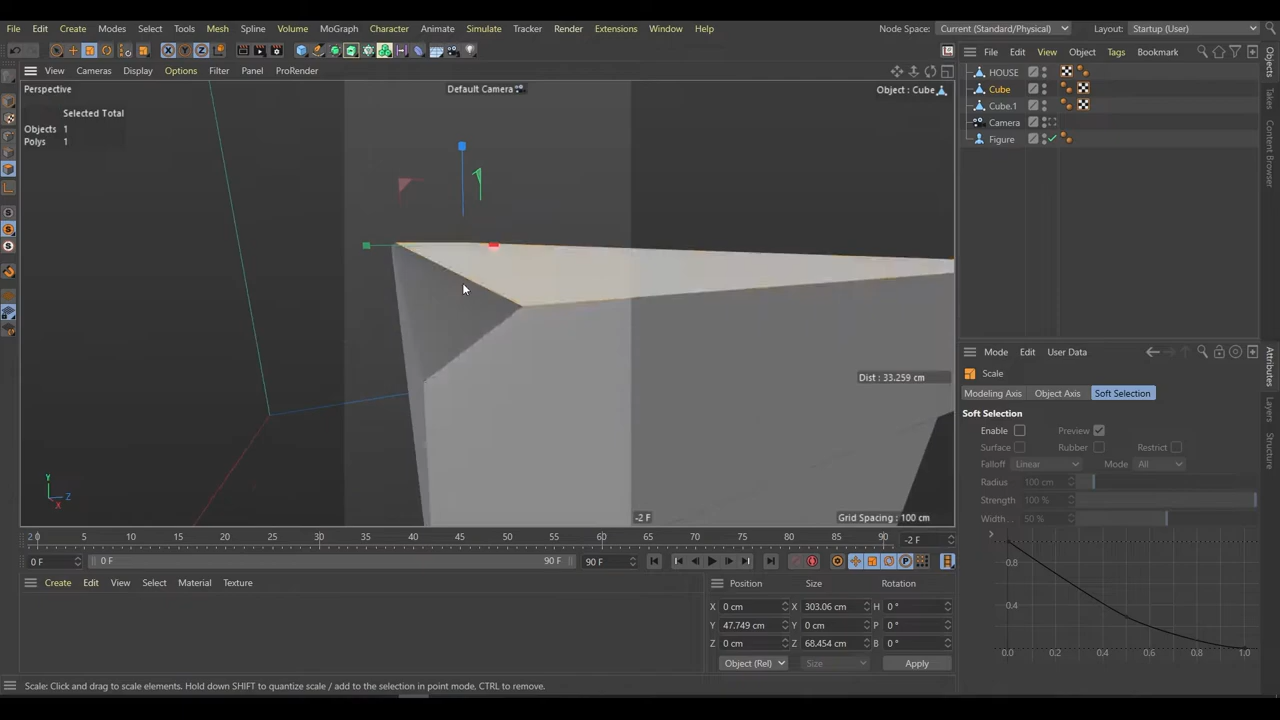 File Edit Create Modes Select Tools Mesh Spline Volume MoGraph Character Animate Simulate Tracker Render Extensions Window Help
Node Space: Current (Standard/Physical) Layout: Startup (User)
View Cameras Display Options Filter Panel ProRender
File Edit View Object Tags Bookmark
Perspective Default Camera Object : Cube
Selected Total
Objects 1
Polys 1
HOUSE
Cube
Cube.1
Camera
Figure
Objects
Takes
Content Browser
Mode Edit User Data
Scale
Modeling Axis Object Axis Soft Selection
Soft Selection
Enable Preview
Surface Rubber Restrict
Falloff Linear Mode All
Radius 100 cm
Strength 100 %
Width . . 50 %
0.8
0.4
0.0 0.2 0.4 0.6 0.8 1.0
Attributes
Layers
Structure
Dist : 33.259 cm
Y
Z
X
-2 F Grid Spacing : 100 cm
2 0 5 10 15 20 25 30 35 40 45 50 55 60 65 70 75 80 85 90 -2 F
0 F 0 F 90 F 90 F
Create Edit View Select Material Texture
Position Size Rotation
X 0 cm X 303.06 cm H 0 °
Y 47.749 cm Y 0 cm P 0 °
Z 0 cm Z 68.454 cm B 0 °
Object (Rel) Size Apply
Scale: Click and drag to scale elements. Hold down SHIFT to quantize scale / add to the selection in point mode, CTRL to remove.